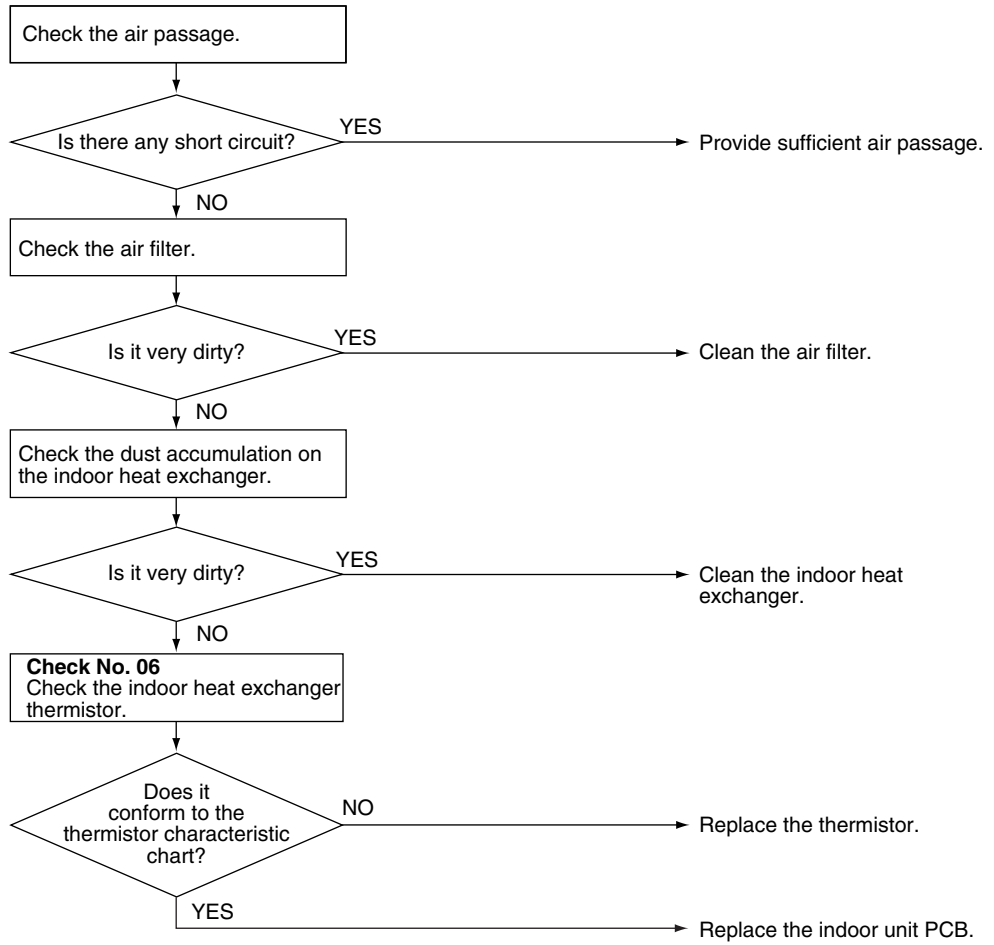 Check the air passage.
Is there any short circuit?
YES
Provide sufficient air passage.
NO
Check the air filter.
Is it very dirty?
YES
Clean the air filter.
NO
Check the dust accumulation on
the indoor heat exchanger.
Is it very dirty?
YES
Clean the indoor heat
exchanger.
NO
Check No. 06
Check the indoor heat exchanger
thermistor.
Does it
conform to the
thermistor characteristic
chart?
NO
Replace the thermistor.
YES
Replace the indoor unit PCB.